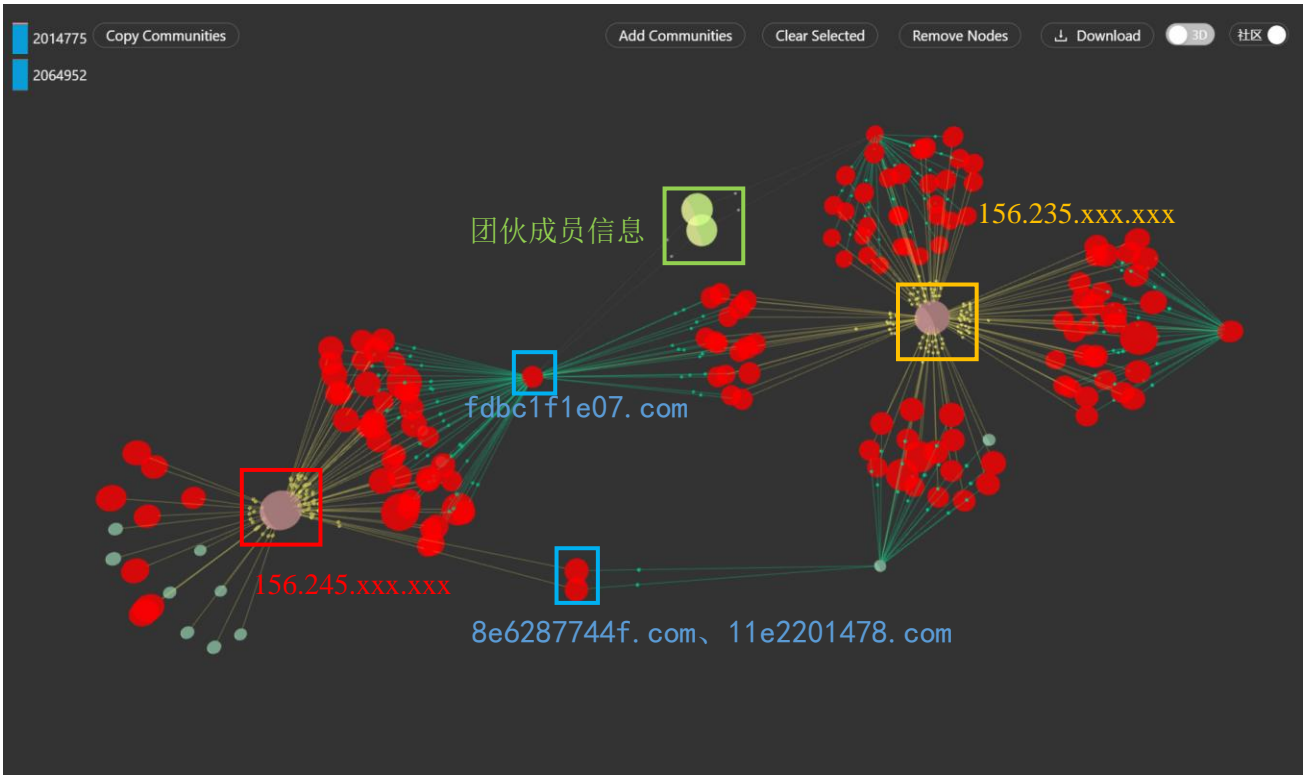 2014775
Copy Communities
Add Communities
Clear Selected
Remove Nodes
Download
3D
社区
2064952
团伙成员信息
156.235.xxx.xxx
fdbc1f1e07.com
156.245.xxx.xxx
8e6287744f.com、11e2201478.com